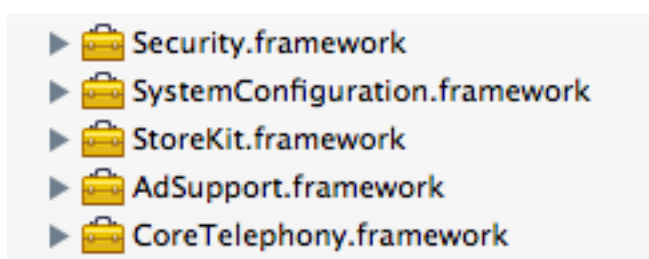 Security.framework
SystemConfiguration.framework
StoreKit.framework
AdSupport.framework
CoreTelephony.framework